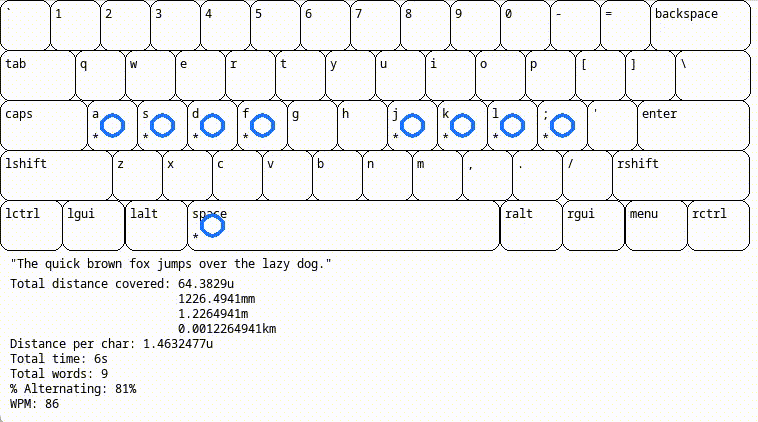 ` 1 2 3 4 5 6 7 8 9 0 - = backspace
tab q w e r t y u i o p [ ] \
caps a s d f g h j k l ; ' enter
* * * * * * * *
lshift z x c v b n m , . / rshift
lctrl lgui lalt space ralt rgui menu rctrl
*
"The quick brown fox jumps over the lazy dog."
Total distance covered: 64.3829u
1226.4941mm
1.2264941m
0.0012264941km
Distance per char: 1.4632477u
Total time: 6s
Total words: 9
% Alternating: 81%
WPM: 86